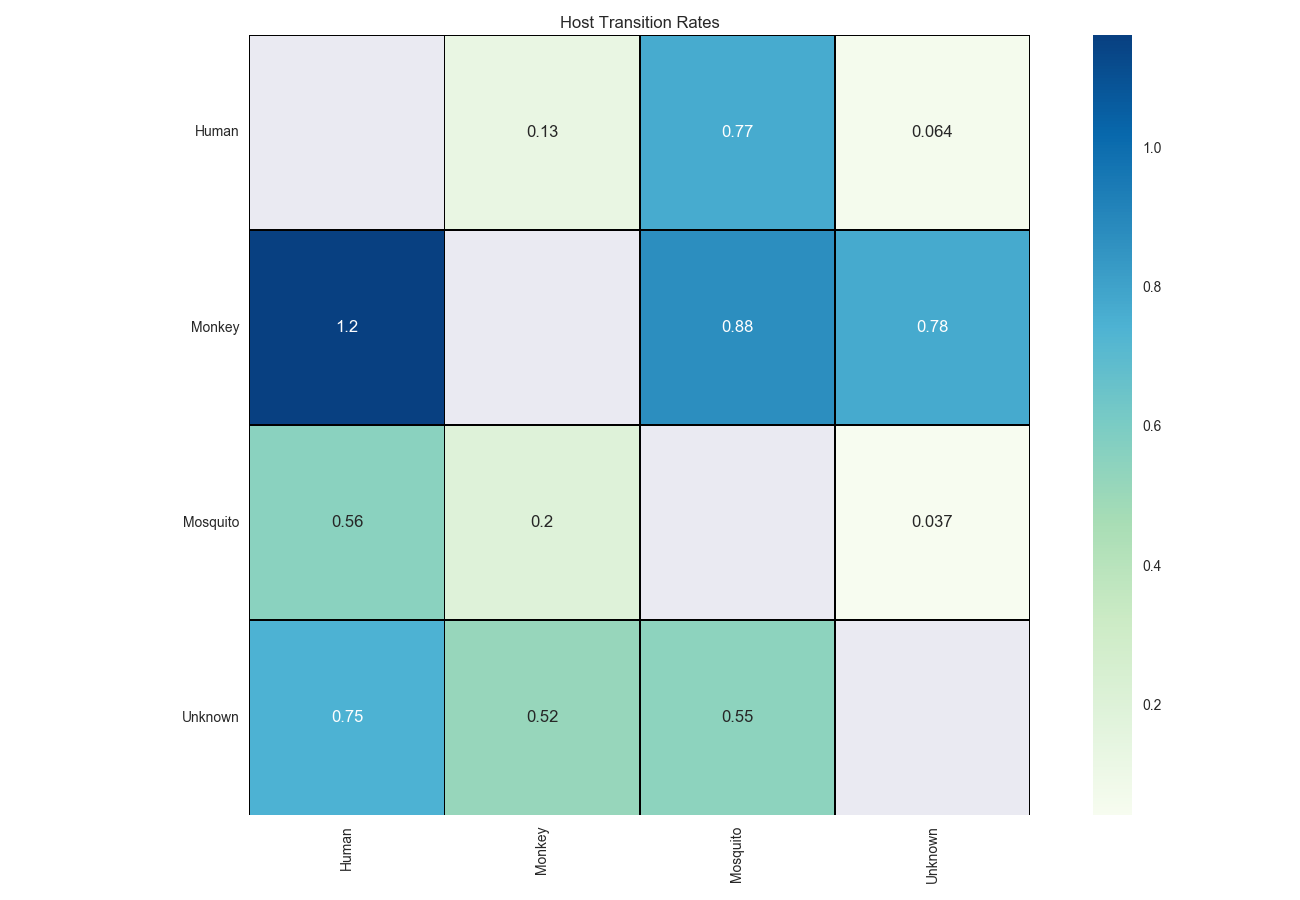 Host Transition Rates
Human 0.13 0.77 0.064
Monkey 1.2 0.88 0.78
Mosquito 0.56 0.2 0.037
Unknown 0.75 0.52 0.55
Human Monkey Mosquito Unknown
1.0
0.8
0.6
0.4
0.2